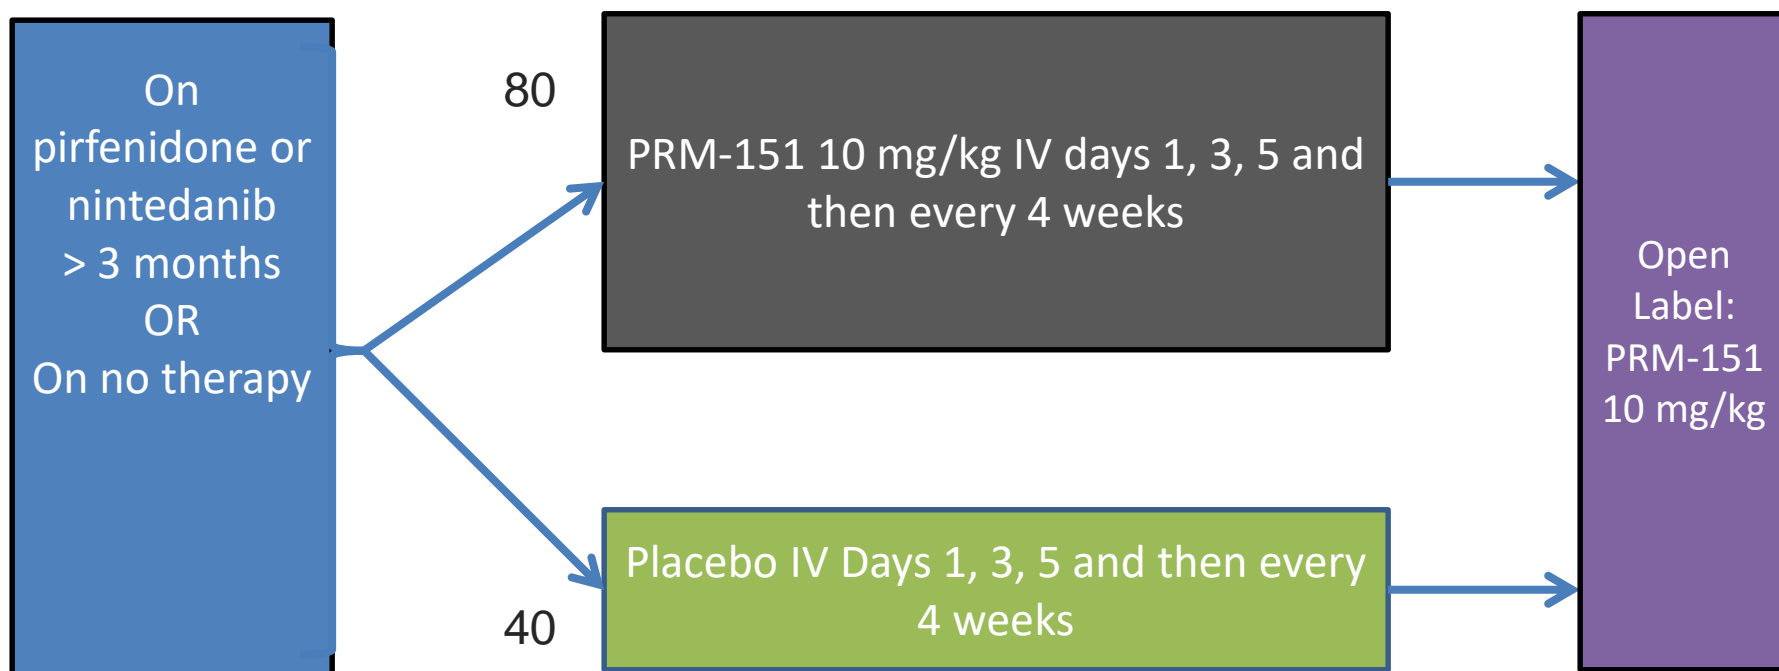 On
pirfenidone or
nintedanib
> 3 months
OR
On no therapy
80
PRM-151 10 mg/kg IV days 1, 3, 5 and
then every 4 weeks
40
Placebo IV Days 1, 3, 5 and then every
4 weeks
Open
Label:
PRM-151
10 mg/kg